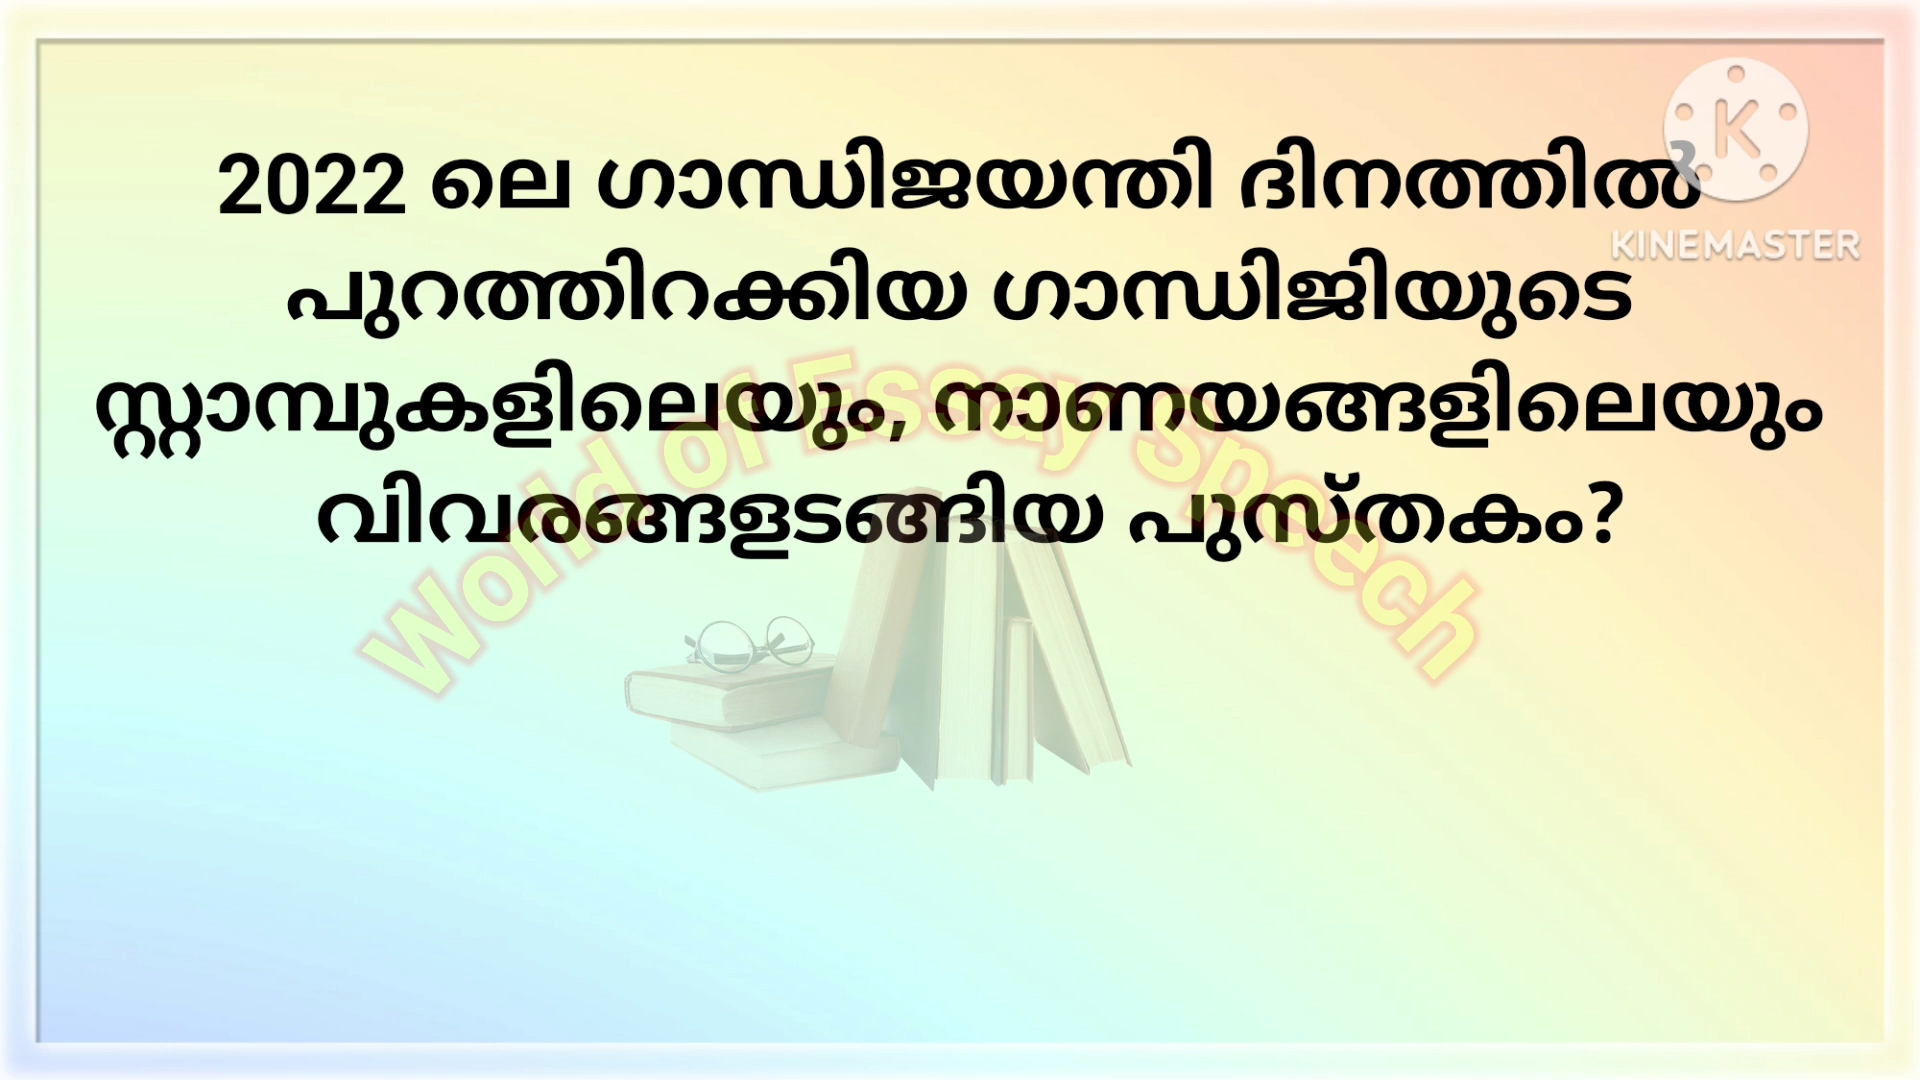 2022 ലെ ഗാന്ധിജയന്തി ദിനത്തിൽ
പുറത്തിറക്കിയ ഗാന്ധിജിയുടെ
സ്റ്റാമ്പുകളിലെയും, നാണയങ്ങളിലെയും
വിവരങ്ങളടങ്ങിയ പുസ്തകം?
World of Essay Speech
K
KINEMASTER